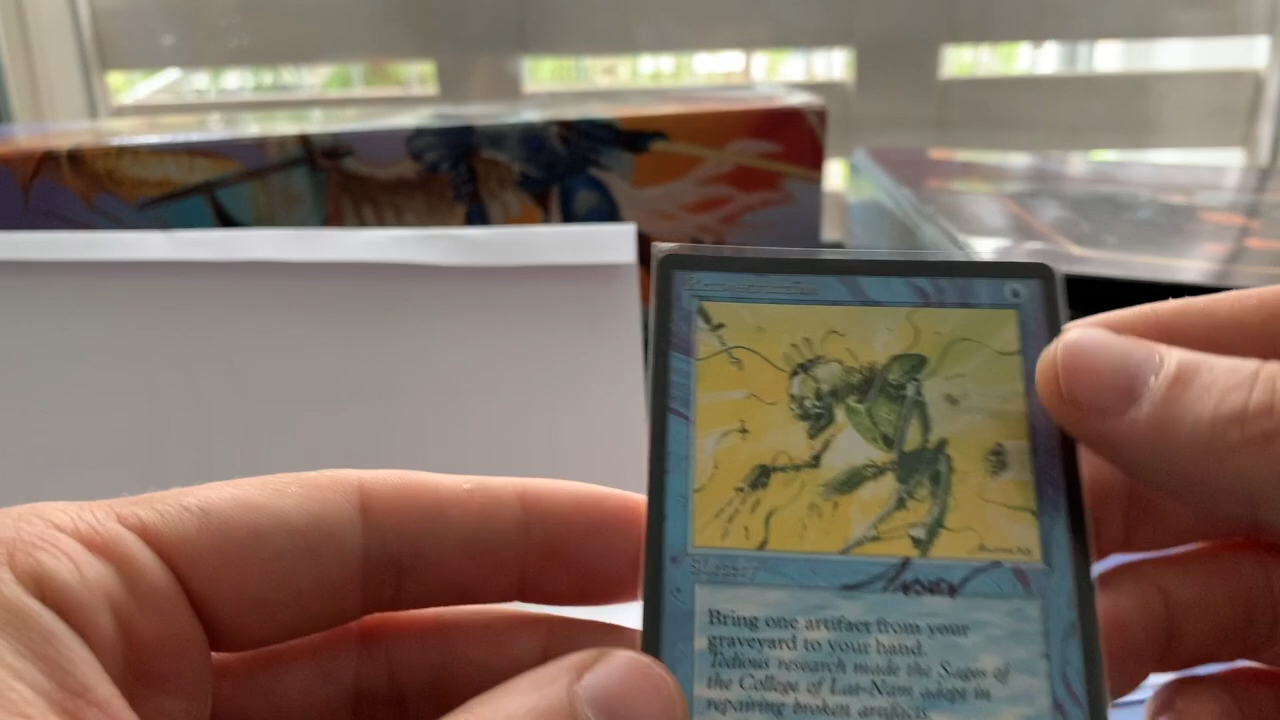 Bring one artifact from your
graveyard to your hand.
Tedious research made the Sages of
the College of Lat-Nam adept in
repairing broken artifacts.